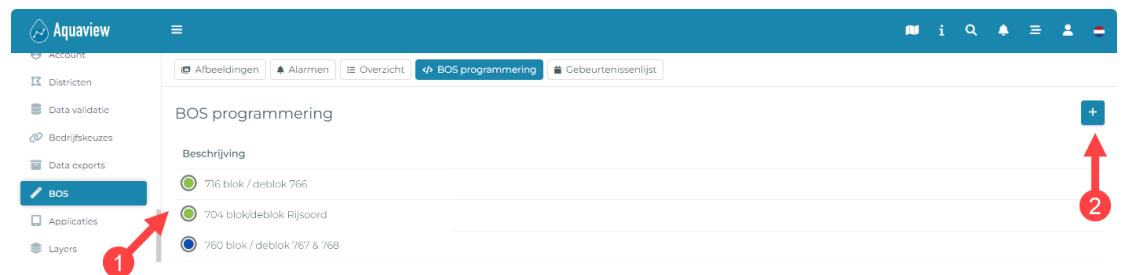 Aquaview
Account
Districten
Data validatie
Bedrijfskeuzes
Data exports
BOS
Applicaties
Layers
Afbeeldingen Alarmen Overzicht </> BOS programmering Gebeurtenissenlijst
BOS programmering
+
Beschrijving
716 blok / deblok 766
704 blok/deblok Rijsoord
760 blok / deblok 767 & 768
1
2